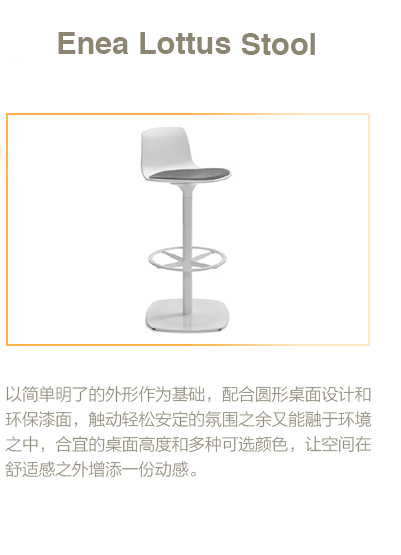 Enea Lottus Stool
以简单明了的外形作为基础，配合圆形桌面设计和
环保漆面，触动轻松安定的氛围之余又能融于环境
之中，合宜的桌面高度和多种可选颜色，让空间在
舒适感之外增添一份动感。